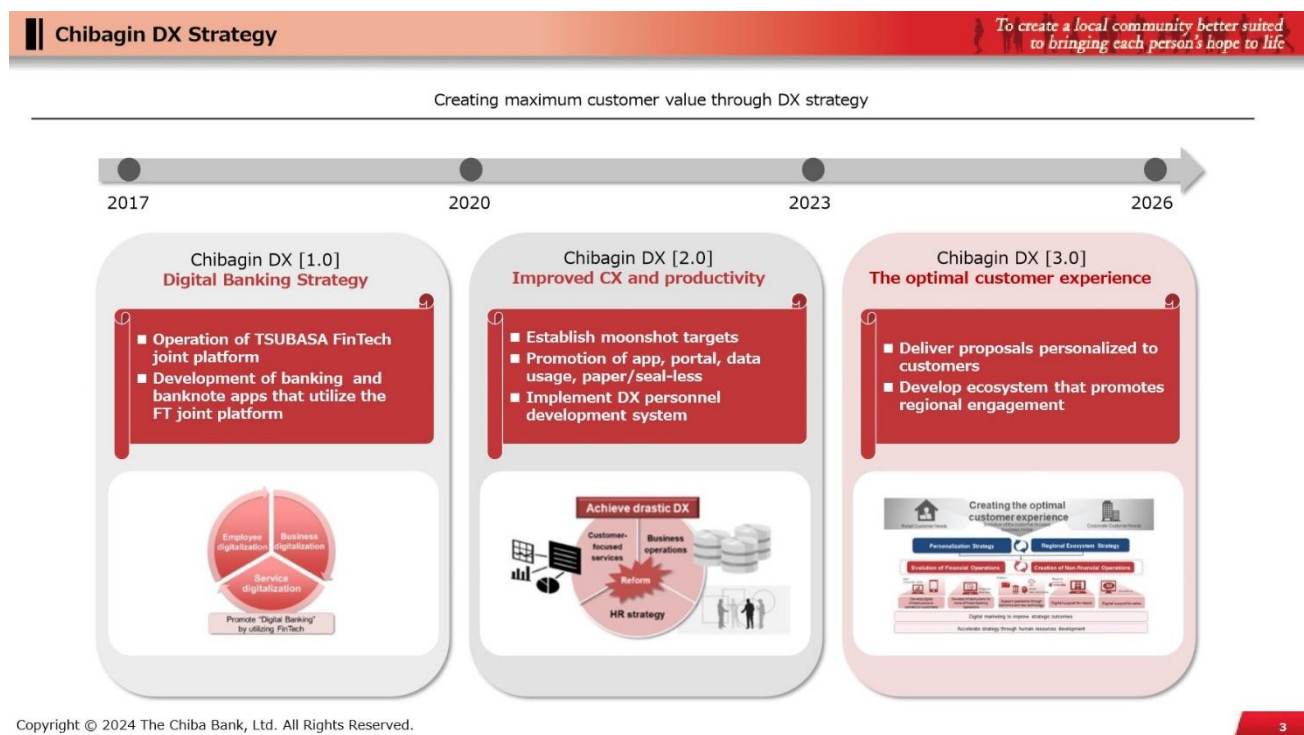 Chibagin DX Strategy
To create a local community better suited
to bringing each person's hope to life
Creating maximum customer value through DX strategy
2017
2020
2023
2026
Chibagin DX [1.0]
Digital Banking Strategy
■ Operation of TSUBASA FinTech
joint platform
■ Development of banking and
banknote apps that utilize the
FT joint platform
Employee
digitalization
Business
digitalization
Service
digitalization
Promote "Digital Banking"
by utilizing FinTech
Chibagin DX [2.0]
Improved CX and productivity
■ Establish moonshot targets
■ Promotion of app, portal, data
usage, paper/seal-less
■ Implement DX personnel
development system
Achieve drastic DX
Customer-
focused
services
Business
operations
Reform
HR strategy
Chibagin DX [3.0]
The optimal customer experience
■ Deliver proposals personalized to
customers
■ Develop ecosystem that promotes
regional engagement
Creating the optimal
customer experience
Retail Customer Needs
Corporate Customer Needs
Personalization Strategy
Regional Ecosystem Strategy
Evolution of Financial Operations
Creation of Non-financial Operations
Digital marketing to improve strategic outcomes
Accelerate strategy through human resources development
Copyright © 2024 The Chiba Bank, Ltd. All Rights Reserved.
3